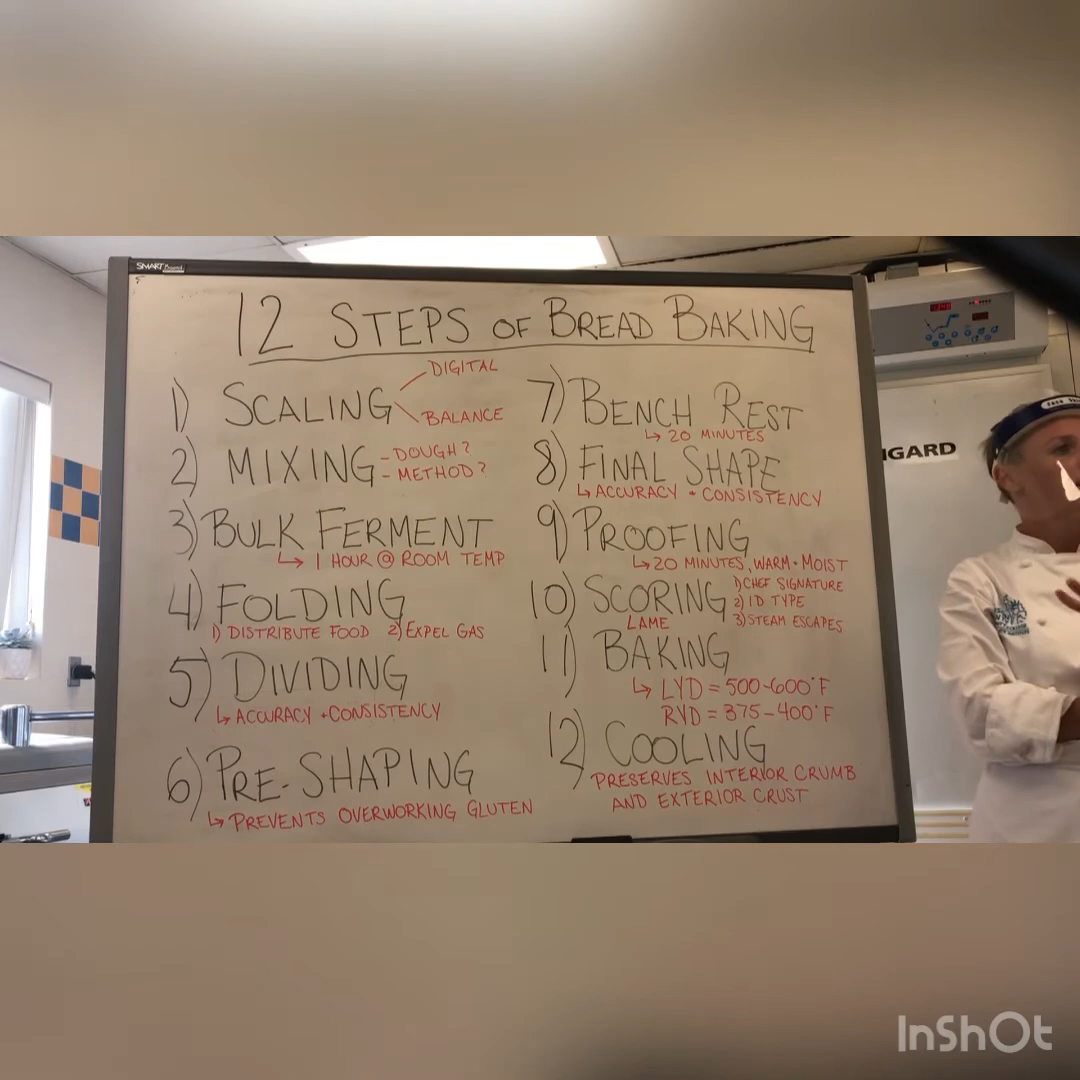 SMART Board
12 STEPS OF BREAD BAKING
1) SCALING
DIGITAL
BALANCE
2) MIXING
- DOUGH?
- METHOD?
3) BULK FERMENT
↳ 1 HOUR @ ROOM TEMP
4) FOLDING
1) DISTRIBUTE FOOD 2) EXPEL GAS
5) DIVIDING
↳ ACCURACY + CONSISTENCY
6) PRE-SHAPING
↳ PREVENTS OVERWORKING GLUTEN
7) BENCH REST
↳ 20 MINUTES
8) FINAL SHAPE
↳ ACCURACY + CONSISTENCY
9) PROOFING
↳ 20 MINUTES, WARM + MOIST
10) SCORING
LAME
1) CHEF SIGNATURE
2) ID TYPE
3) STEAM ESCAPES
11) BAKING
↳ LYD = 500-600°F
RYD = 375-400°F
12) COOLING
PRESERVES INTERIOR CRUMB
AND EXTERIOR CRUST
GARD
InShOt